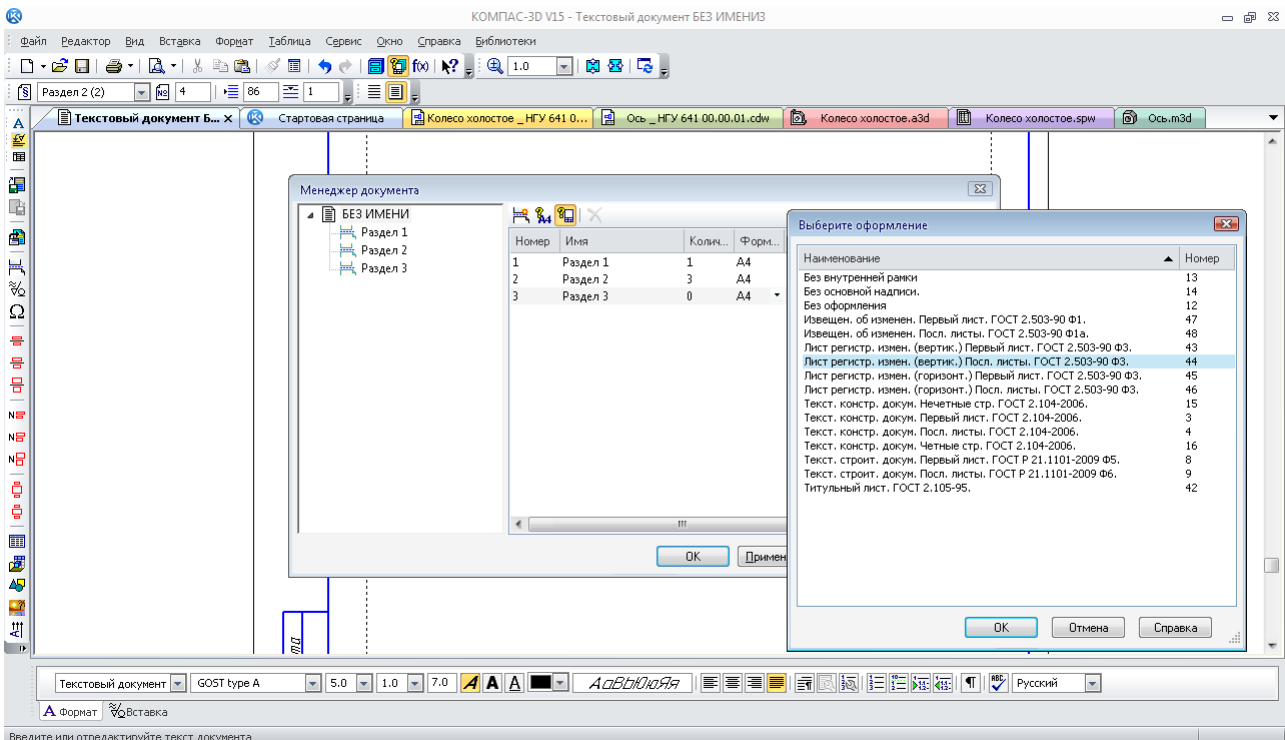 КОМПАС-3D V15 - Текстовый документ БЕЗ ИМЕНИ3
Файл Редактор Вид Вставка Формат Таблица Сервис Окно Справка Библиотеки
f(x) 1.0
Раздел 2 (2) 4 86 1
Текстовый документ Б... Стартовая страница Колесо холостое _ НГУ 641 0... Ось _ НГУ 641 00.00.01.cdw Колесо холостое.a3d Колесо холостое.spw Ось.m3d
Менеджер документа
БЕЗ ИМЕНИ
Раздел 1
Раздел 2
Раздел 3
Номер Имя Колич... Форм...
1 Раздел 1 1 A4
2 Раздел 2 3 A4
3 Раздел 3 0 A4
OK Примен
Выберите оформление
Наименование Номер
Без внутренней рамки 13
Без основной надписи. 14
Без оформления 12
Извещен. об изменен. Первый лист. ГОСТ 2.503-90 Ф1. 47
Извещен. об изменен. Посл. листы. ГОСТ 2.503-90 Ф1а. 48
Лист регистр. измен. (вертик.) Первый лист. ГОСТ 2.503-90 Ф3. 43
Лист регистр. измен. (вертик.) Посл. листы. ГОСТ 2.503-90 Ф3. 44
Лист регистр. измен. (горизонт.) Первый лист. ГОСТ 2.503-90 Ф3. 45
Лист регистр. измен. (горизонт.) Посл. листы. ГОСТ 2.503-90 Ф3. 46
Текст. констр. докум. Нечетные стр. ГОСТ 2.104-2006. 15
Текст. констр. докум. Первый лист. ГОСТ 2.104-2006. 3
Текст. констр. докум. Посл. листы. ГОСТ 2.104-2006. 4
Текст. констр. докум. Четные стр. ГОСТ 2.104-2006. 16
Текст. строит. докум. Первый лист. ГОСТ Р 21.1101-2009 Ф5. 8
Текст. строит. докум. Посл. листы. ГОСТ Р 21.1101-2009 Ф6. 9
Титульный лист. ГОСТ 2.105-95. 42
OK Отмена Справка
Текстовый документ GOST type A 5.0 1.0 7.0 А А А АаВbЮюЯя Русский
Формат Вставка
Введите или отредактируйте текст документа